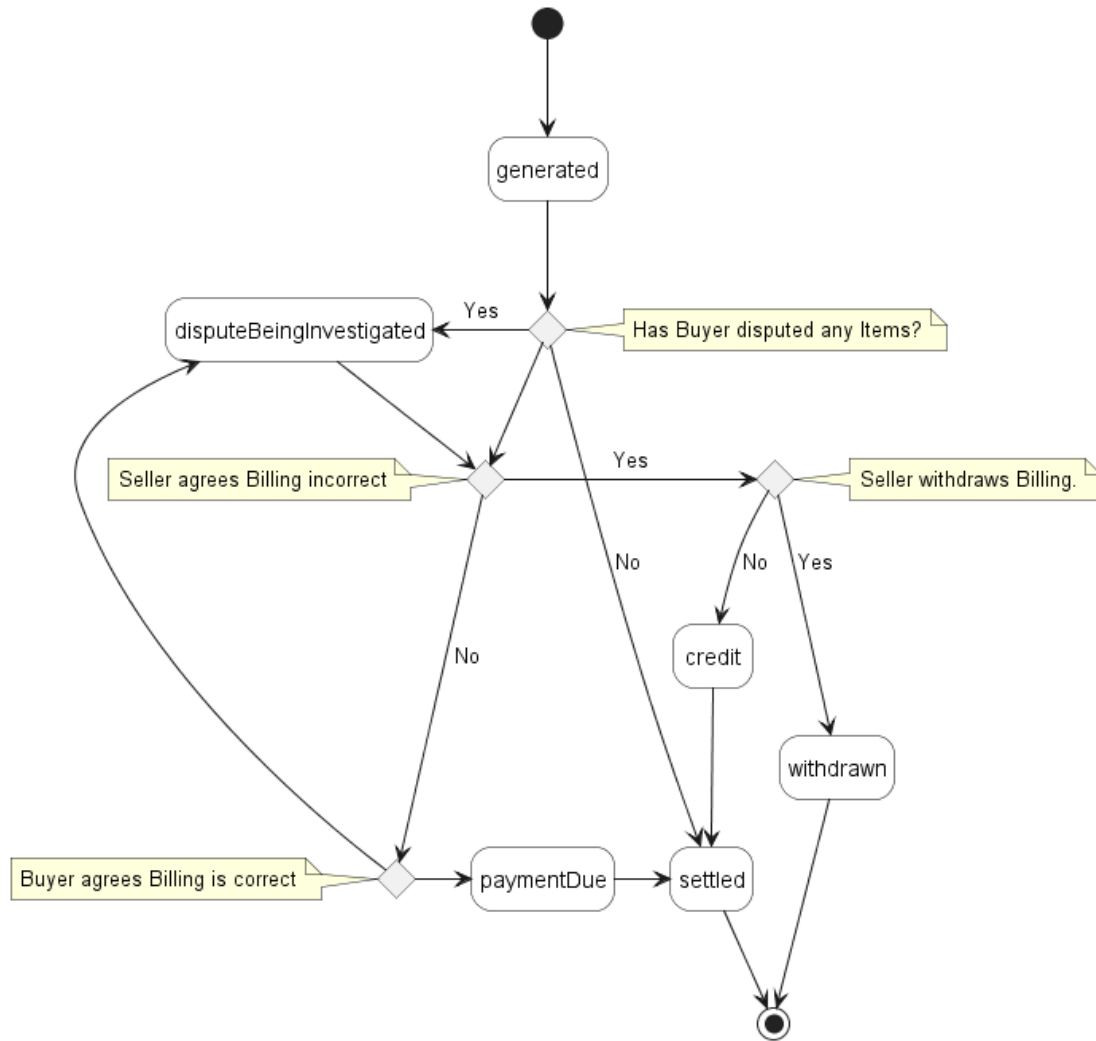 generated
disputeBeingInvestigated
Yes
Has Buyer disputed any Items?
Seller agrees Billing incorrect
Yes
Seller withdraws Billing.
No
No
Yes
No
credit
withdrawn
Buyer agrees Billing is correct
paymentDue
settled